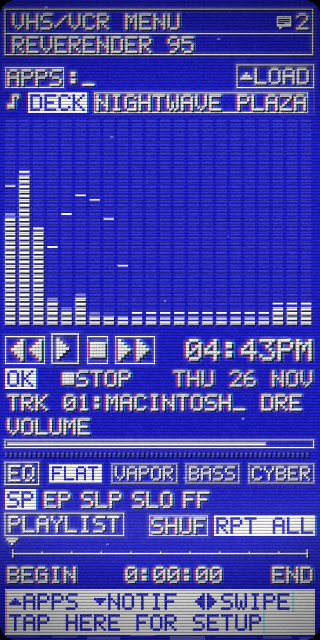 VHS/VCR MENU 2
REVERENDER 95
APPS:_ LOAD
DECK NIGHTWAVE PLAZA
04:43PM
OK STOP THU 26 NOV
TRK 01:MACINTOSH_ DRE
VOLUME
EQ FLAT VAPOR BASS CYBER
SP EP SLP SLO FF
PLAYLIST SHUF RPT ALL
BEGIN 0:00:00 END
APPS NOTIF SWIPE
TAP HERE FOR SETUP